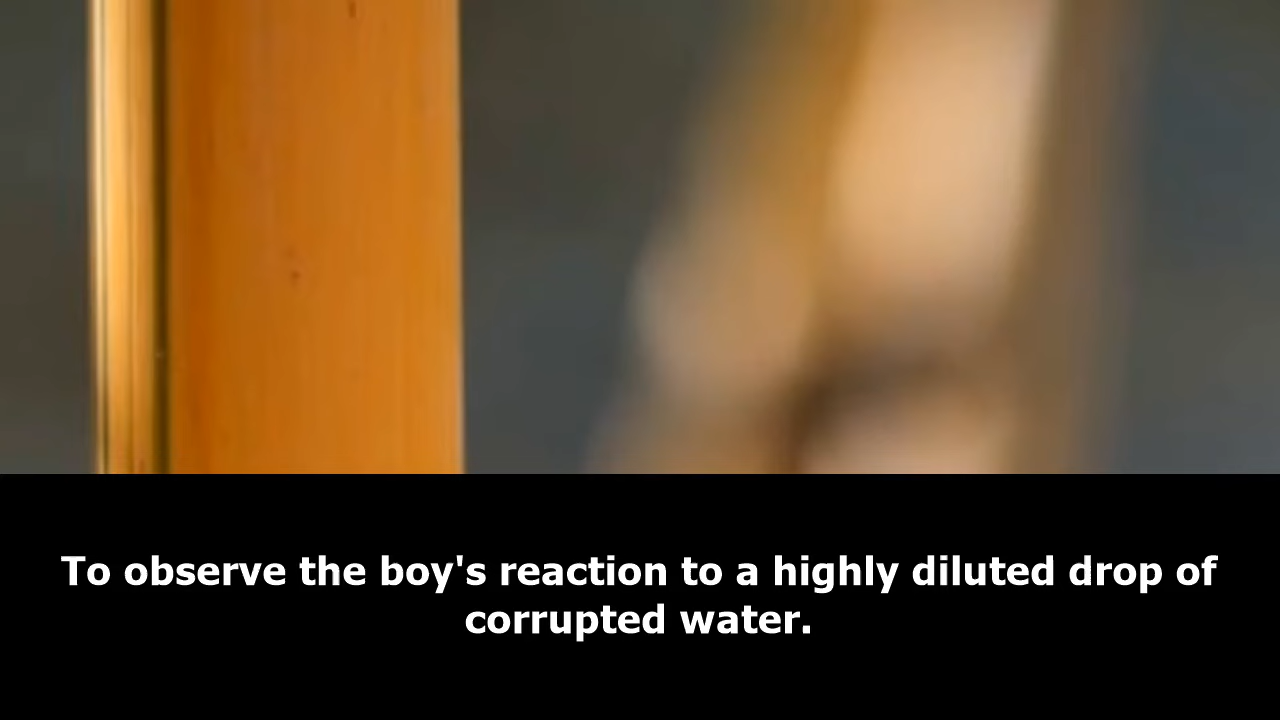 To observe the boy's reaction to a highly diluted drop of
corrupted water.